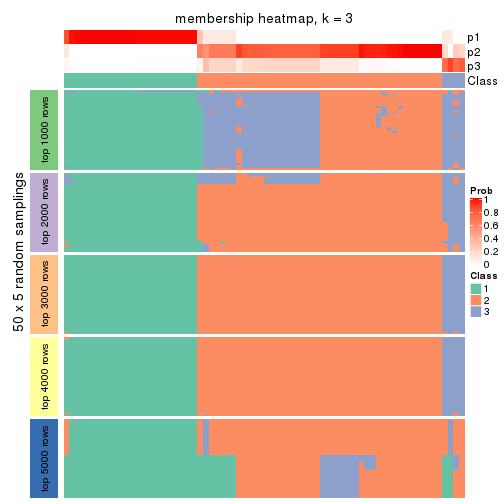 membership heatmap, k = 3
p1
p2
p3
Class
50 x 5 random samplings
top 1000 rows
top 2000 rows
top 3000 rows
top 4000 rows
top 5000 rows
Prob
1
0.8
0.6
0.4
0.2
0
Class
1
2
3